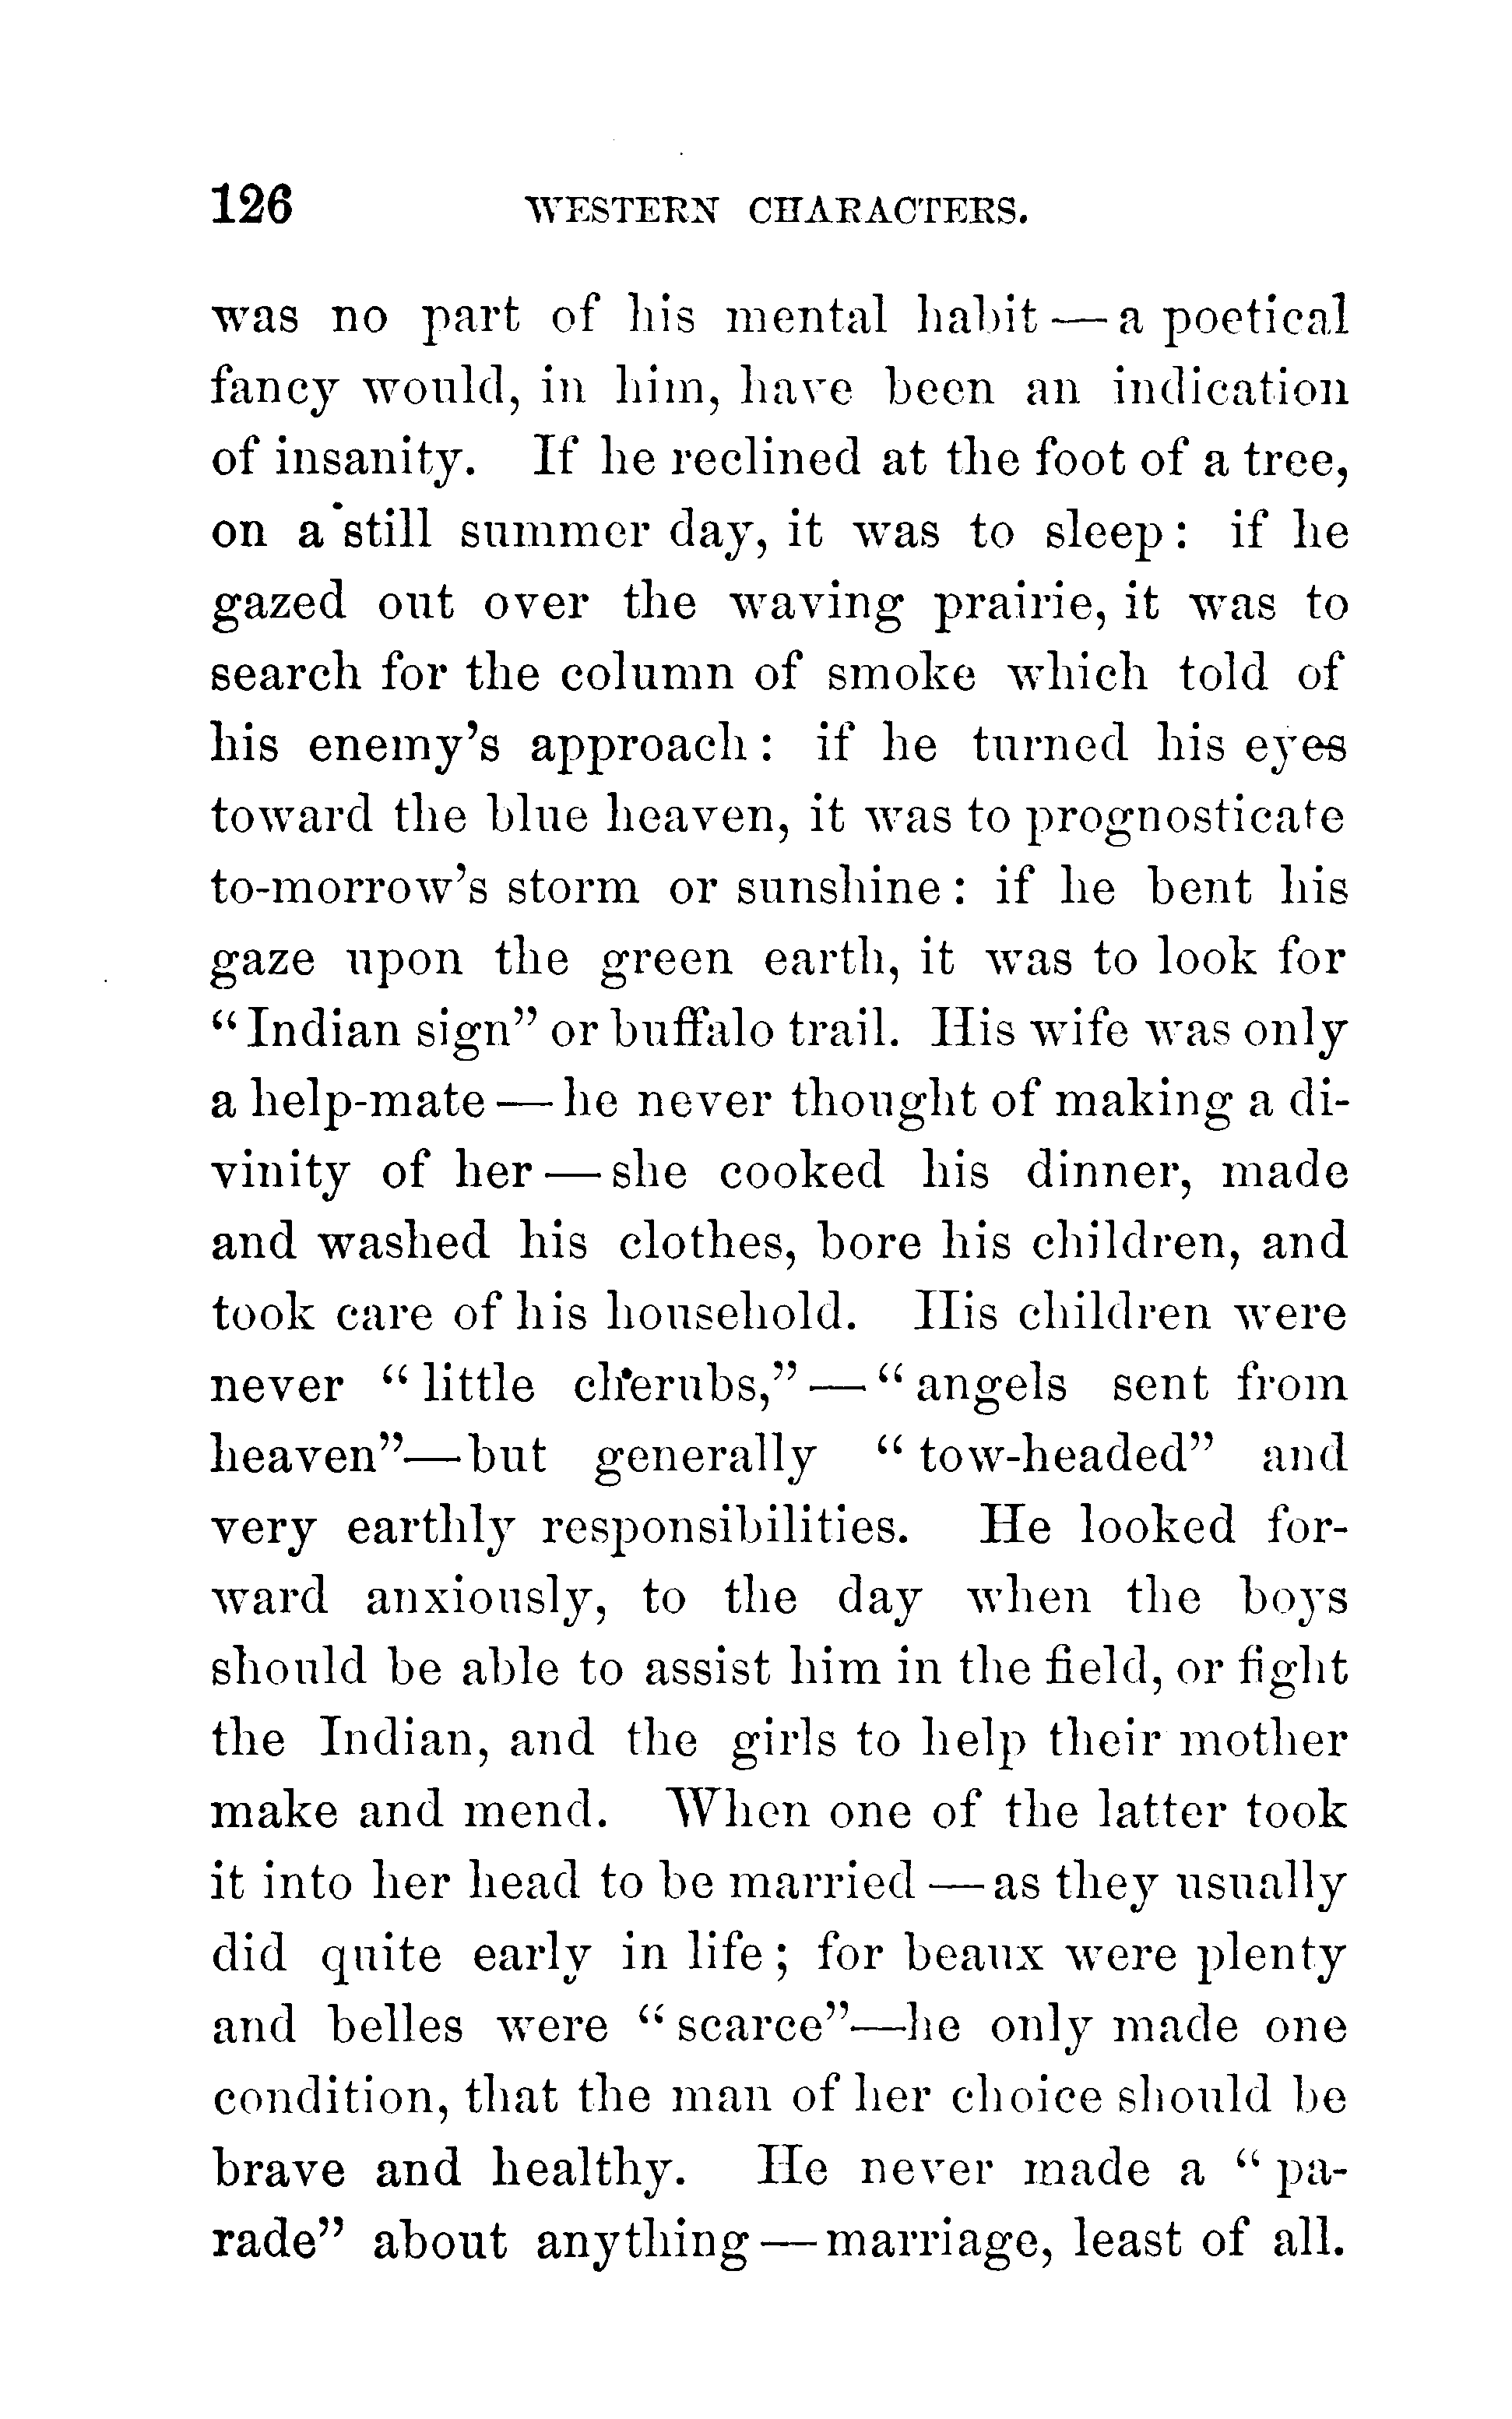 126 WESTERN CHARACTERS.
was no part of his mental habit — a poetical
fancy would, in him, have been an indication
of insanity. If he reclined at the foot of a tree,
on a still summer day, it was to sleep: if he
gazed out over the waving prairie, it was to
search for the column of smoke which told of
his enemy's approach: if he turned his eyes
toward the blue heaven, it was to prognosticate
to-morrow's storm or sunshine: if he bent his
gaze upon the green earth, it was to look for
"Indian sign" or buffalo trail. His wife was only
a help-mate — he never thought of making a di-
vinity of her — she cooked his dinner, made
and washed his clothes, bore his children, and
took care of his household. His children were
never "little cherubs," — "angels sent from
heaven"—but generally "tow-headed" and
very earthly responsibilities. He looked for-
ward anxiously, to the day when the boys
should be able to assist him in the field, or fight
the Indian, and the girls to help their mother
make and mend. When one of the latter took
it into her head to be married — as they usually
did quite early in life; for beaux were plenty
and belles were "scarce"—he only made one
condition, that the man of her choice should be
brave and healthy. He never made a "pa-
rade" about anything — marriage, least of all.